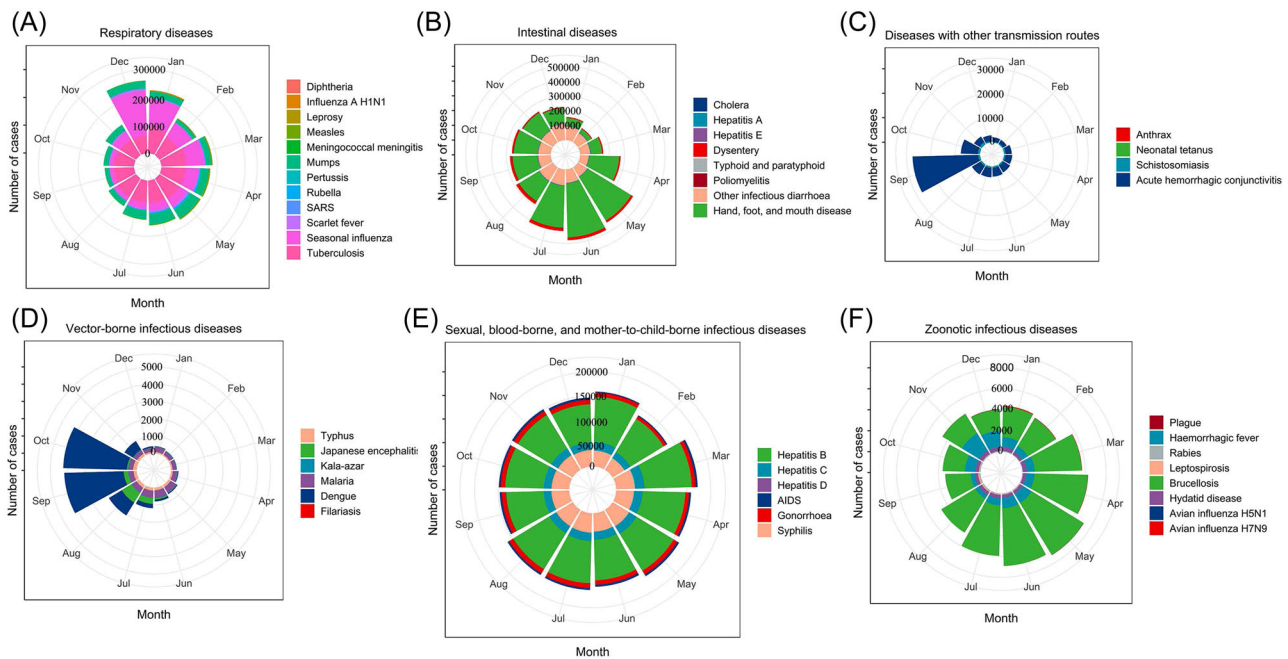 (A)
Respiratory diseases
Number of cases
Dec
Jan
Feb
Mar
Apr
May
Jun
Jul
Aug
Sep
Oct
Nov
300000
200000
100000
0
Month
Diphtheria
Influenza A H1N1
Leprosy
Measles
Meningococcal meningitis
Mumps
Pertussis
Rubella
SARS
Scarlet fever
Seasonal influenza
Tuberculosis
(B)
Intestinal diseases
Number of cases
Dec
Jan
Feb
Mar
Apr
May
Jun
Jul
Aug
Sep
Oct
Nov
500000
400000
300000
200000
100000
0
Month
Cholera
Hepatitis A
Hepatitis E
Dysentery
Typhoid and paratyphoid
Poliomyelitis
Other infectious diarrhoea
Hand, foot, and mouth disease
(C)
Diseases with other transmission routes
Number of cases
Dec
Jan
Feb
Mar
Apr
May
Jun
Jul
Aug
Sep
Oct
Nov
30000
20000
10000
0
Month
Anthrax
Neonatal tetanus
Schistosomiasis
Acute hemorrhagic conjunctivitis
(D)
Vector-borne infectious diseases
Number of cases
Dec
Jan
Feb
Mar
Apr
May
Jun
Jul
Aug
Sep
Oct
Nov
5000
4000
3000
2000
1000
0
Month
Typhus
Japanese encephaliti
Kala-azar
Malaria
Dengue
Filariasis
(E)
Sexual, blood-borne, and mother-to-child-borne infectious diseases
Number of cases
Dec
Jan
Feb
Mar
Apr
May
Jun
Jul
Aug
Sep
Oct
Nov
200000
150000
100000
50000
0
Month
Hepatitis B
Hepatitis C
Hepatitis D
AIDS
Gonorrhoea
Syphilis
(F)
Zoonotic infectious diseases
Number of cases
Dec
Jan
Feb
Mar
Apr
May
Jun
Jul
Aug
Sep
Oct
Nov
8000
6000
4000
2000
0
Month
Plague
Haemorrhagic fever
Rabies
Leptospirosis
Brucellosis
Hydatid disease
Avian influenza H5N1
Avian influenza H7N9